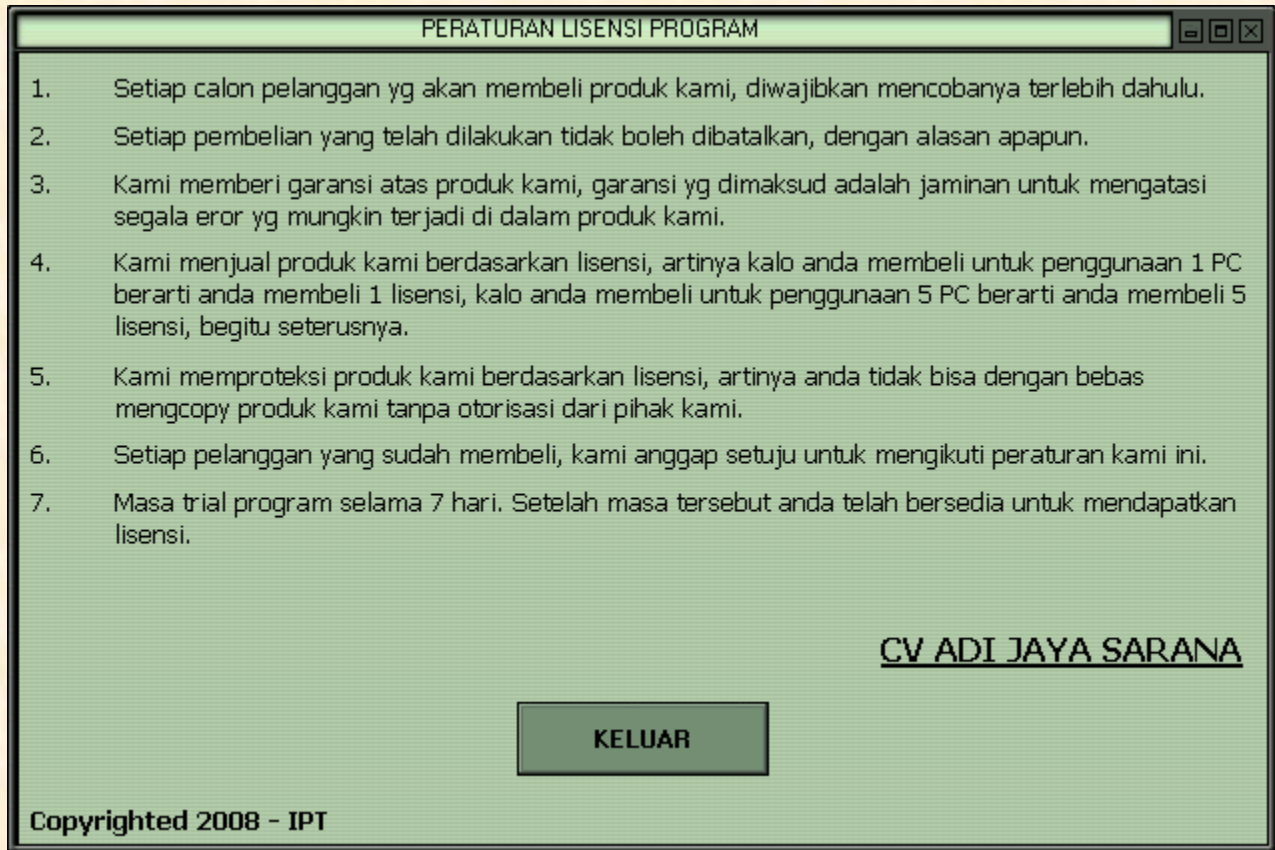 PERATURAN LISENSI PROGRAM
1. Setiap calon pelanggan yg akan membeli produk kami, diwajibkan mencobanya terlebih dahulu.
2. Setiap pembelian yang telah dilakukan tidak boleh dibatalkan, dengan alasan apapun.
3. Kami memberi garansi atas produk kami, garansi yg dimaksud adalah jaminan untuk mengatasi
segala eror yg mungkin terjadi di dalam produk kami.
4. Kami menjual produk kami berdasarkan lisensi, artinya kalo anda membeli untuk penggunaan 1 PC
berarti anda membeli 1 lisensi, kalo anda membeli untuk penggunaan 5 PC berarti anda membeli 5
lisensi, begitu seterusnya.
5. Kami memproteksi produk kami berdasarkan lisensi, artinya anda tidak bisa dengan bebas
mengcopy produk kami tanpa otorisasi dari pihak kami.
6. Setiap pelanggan yang sudah membeli, kami anggap setuju untuk mengikuti peraturan kami ini.
7. Masa trial program selama 7 hari. Setelah masa tersebut anda telah bersedia untuk mendapatkan
lisensi.
CV ADI JAYA SARANA
KELUAR
Copyrighted 2008 - IPT